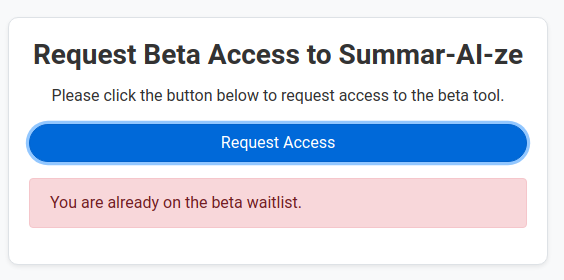 Request Beta Access to Summar-AI-ze
Please click the button below to request access to the beta tool.
Request Access
You are already on the beta waitlist.